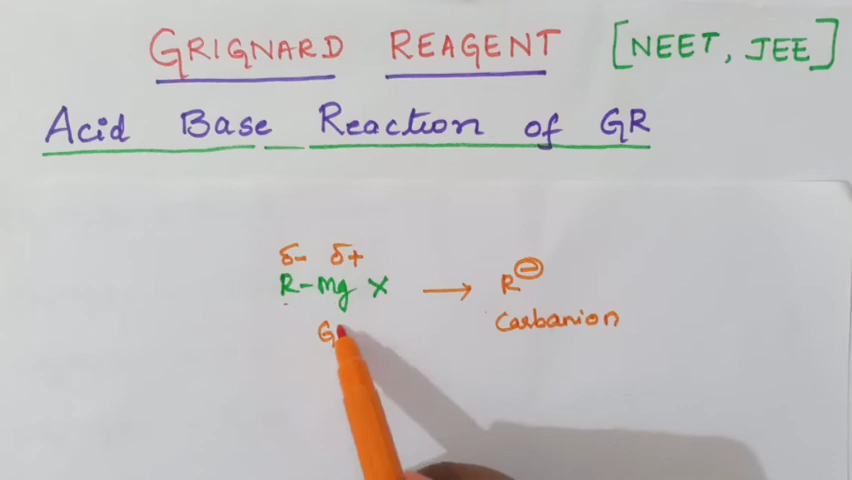 GRIGNARD REAGENT [NEET, JEE]
Acid Base Reaction of GR
δ- δ+
R-Mg X → R⊖
G
Carbanion